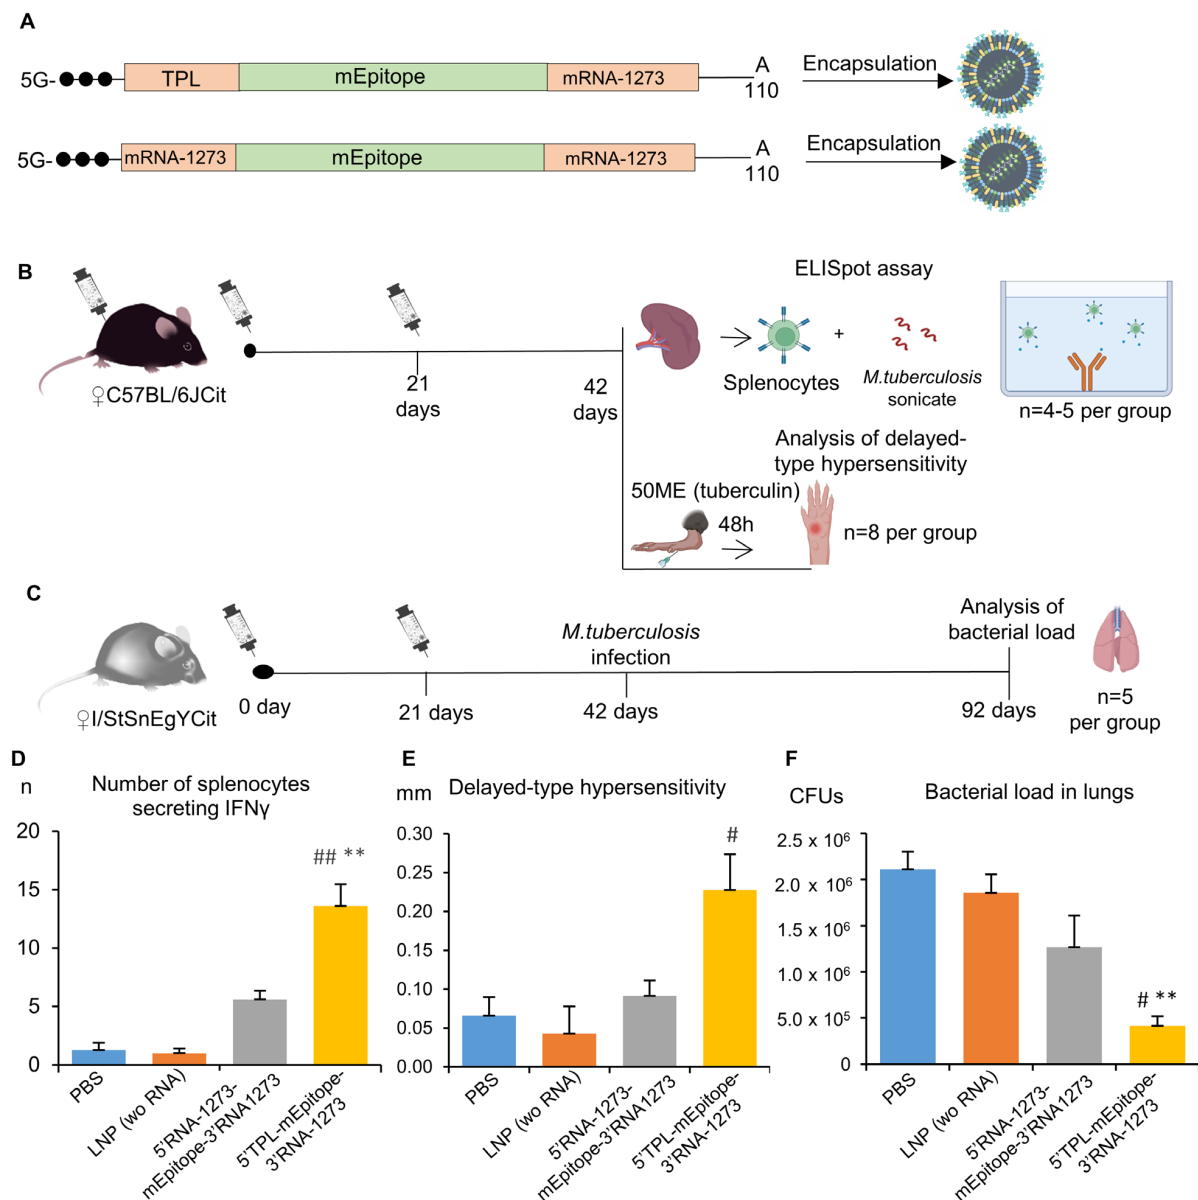 A
5G-
TPL
mEpitope
mRNA-1273
A
110
Encapsulation
5G-
mRNA-1273
mEpitope
mRNA-1273
A
110
Encapsulation
B
♀C57BL/6JCit
21
days
42
days
ELISpot assay
Splenocytes
+
M.tuberculosis
sonicate
n=4-5 per group
Analysis of delayed-
type hypersensitivity
50ME (tuberculin)
48h
n=8 per group
C
♀I/StSnEgYCit
0 day
21 days
M.tuberculosis
infection
42 days
Analysis of
bacterial load
92 days
n=5
per group
D
n
Number of splenocytes
secreting IFNγ
20
15
10
5
0
## **
PBS
LNP (wo RNA)
5'RNA-1273-
mEpitope-3'RNA1273
5'TPL-mEpitope-
3'RNA-1273
E
mm
Delayed-type hypersensitivity
0.30
0.25
0.20
0.15
0.10
0.05
0.00
#
PBS
LNP (wo RNA)
5'RNA-1273-
mEpitope-3'RNA1273
5'TPL-mEpitope-
3'RNA-1273
F
CFUs
Bacterial load in lungs
2.5 x 10⁶
2.0 x 10⁶
1.5 x 10⁶
1.0 x 10⁶
5.0 x 10⁵
0
# **
PBS
LNP (wo RNA)
5'RNA-1273-
mEpitope-3'RNA1273
5'TPL-mEpitope-
3'RNA-1273